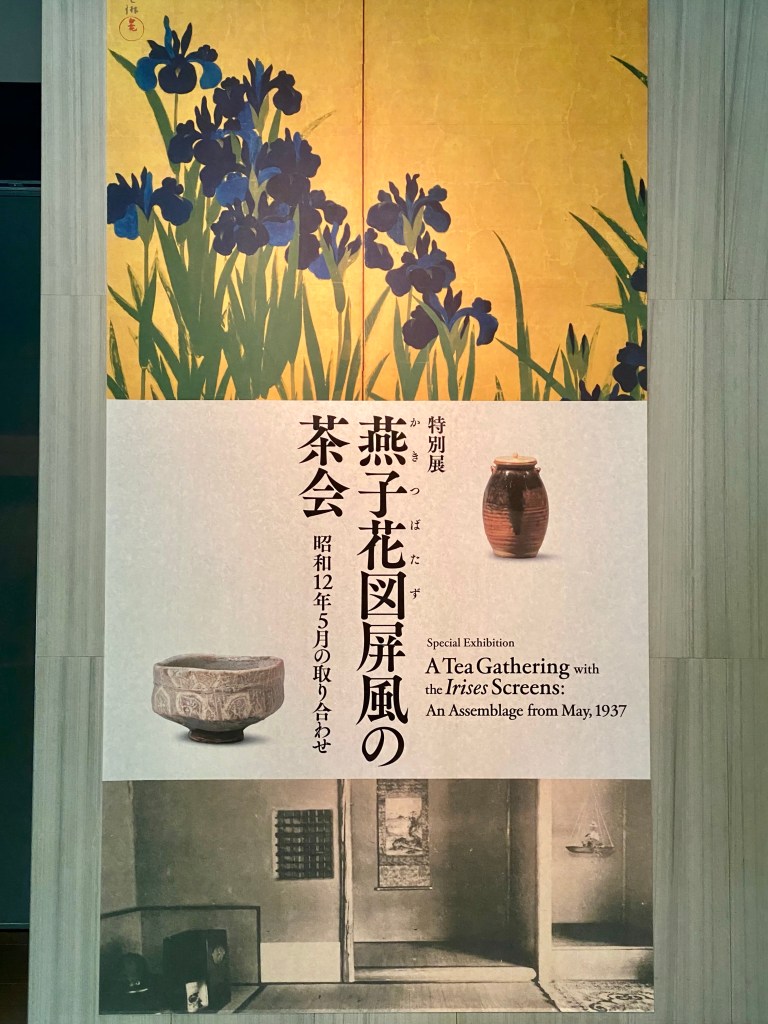 特別展
かきつばたず
燕子花図屏風の
茶会
昭和12年5月の取り合わせ
Special Exhibition
A Tea Gathering with
the Irises Screens:
An Assemblage from May, 1937